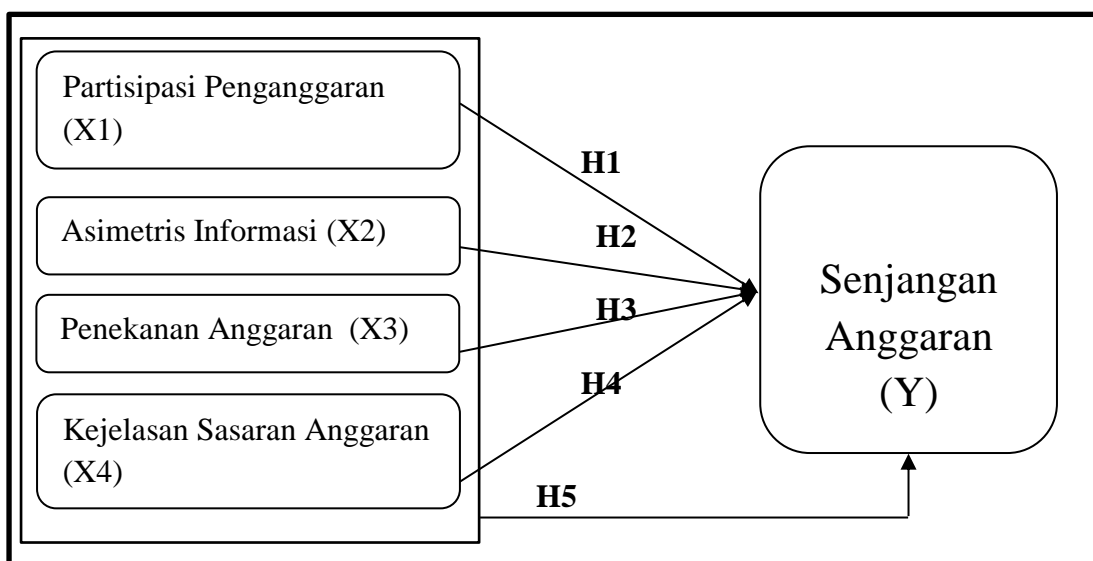 Partisipasi Penganggaran
(X1)
Asimetris Informasi (X2)
Penekanan Anggaran  (X3)
Kejelasan Sasaran Anggaran
(X4)
H1
H2
H3
H4
H5
Senjangan
Anggaran
(Y)